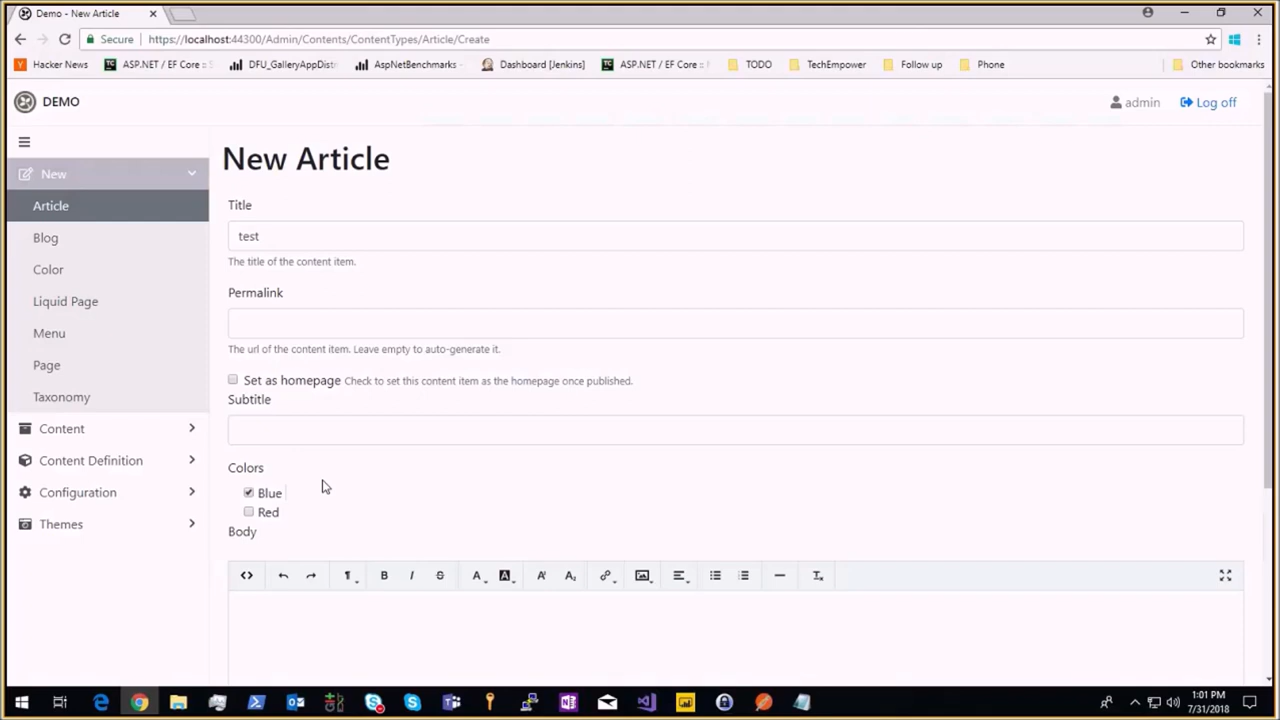 Demo - New Article
Secure
https://localhost:44300/Admin/Contents/ContentTypes/Article/Create
Hacker News
ASP.NET / EF Core ::
DFU_GalleryAppDist
AspNetBenchmarks -
Dashboard [Jenkins]
ASP.NET / EF Core ::
TODO
TechEmpower
Follow up
Phone
Other bookmarks
DEMO
admin
Log off
New
Article
Blog
Color
Liquid Page
Menu
Page
Taxonomy
Content
Content Definition
Configuration
Themes
New Article
Title
test
The title of the content item.
Permalink
The url of the content item. Leave empty to auto-generate it.
Set as homepage Check to set this content item as the homepage once published.
Subtitle
Colors
Blue
Red
Body
1:01 PM
7/31/2018